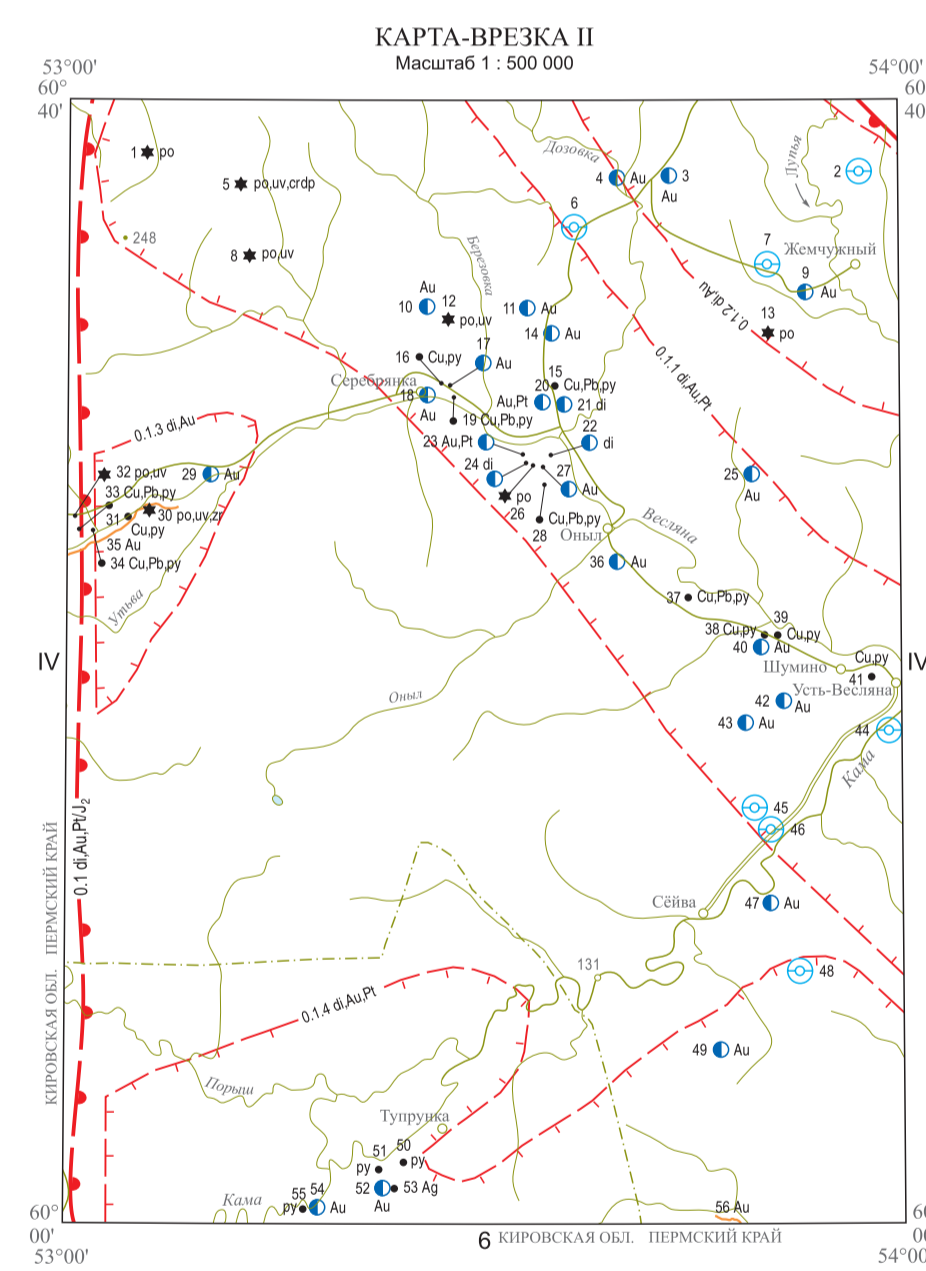 КАРТА-ВРЕЗКА II
Масштаб 1 : 500 000
53°00' 54°00'
60° 60
40' 40
1 po
5 po,uv,crdp
248
8 po,uv
Дозовка
4 Au
3
Au
Лупья
2
6
7
Жемчужный
9
Au
Березовка
Au
10
12
po,uv
11 Au
14 Au
0.1.2 di,Au
13
po
0.1.1 di,Au,Pt
16 Cu,py
17
Au
Серебрянка
18
Au
15
Cu,Pb,py
20
Au,Pt
21 di
19 Cu,Pb,py
0.1.3 di,Au
23 Au,Pt
22
di
24 di
27
Au
po
26
Cu,Pb,py
28
25
Au
32 po,uv
29 Au
33 Cu,Pb,py
31
Cu,py
30 po,uv,zr
35 Au
34 Cu,Pb,py
Утьва
Весляна
Оныл
36 Au
37 Cu,Pb,py
39
38 Cu,py
Cu,py
40 Au
Шумино
Cu,py
41
IV IV
Усть-Весляна
42
Au
43 Au
44
Оныл
Кама
45
46
0.1 di,Au,Pt/J2
КИРОВСКАЯ ОБЛ. ПЕРМСКИЙ КРАЙ
Сёйва
47 Au
131
48
0.1.4 di,Au,Pt
49 Au
Порыш
Тупрунка
51
50
py
py
52
Au
53 Ag
Кама
55
54
py
Au
56 Au
60° 60
00' 00
53°00' 54°00'
6 КИРОВСКАЯ ОБЛ. ПЕРМСКИЙ КРАЙ